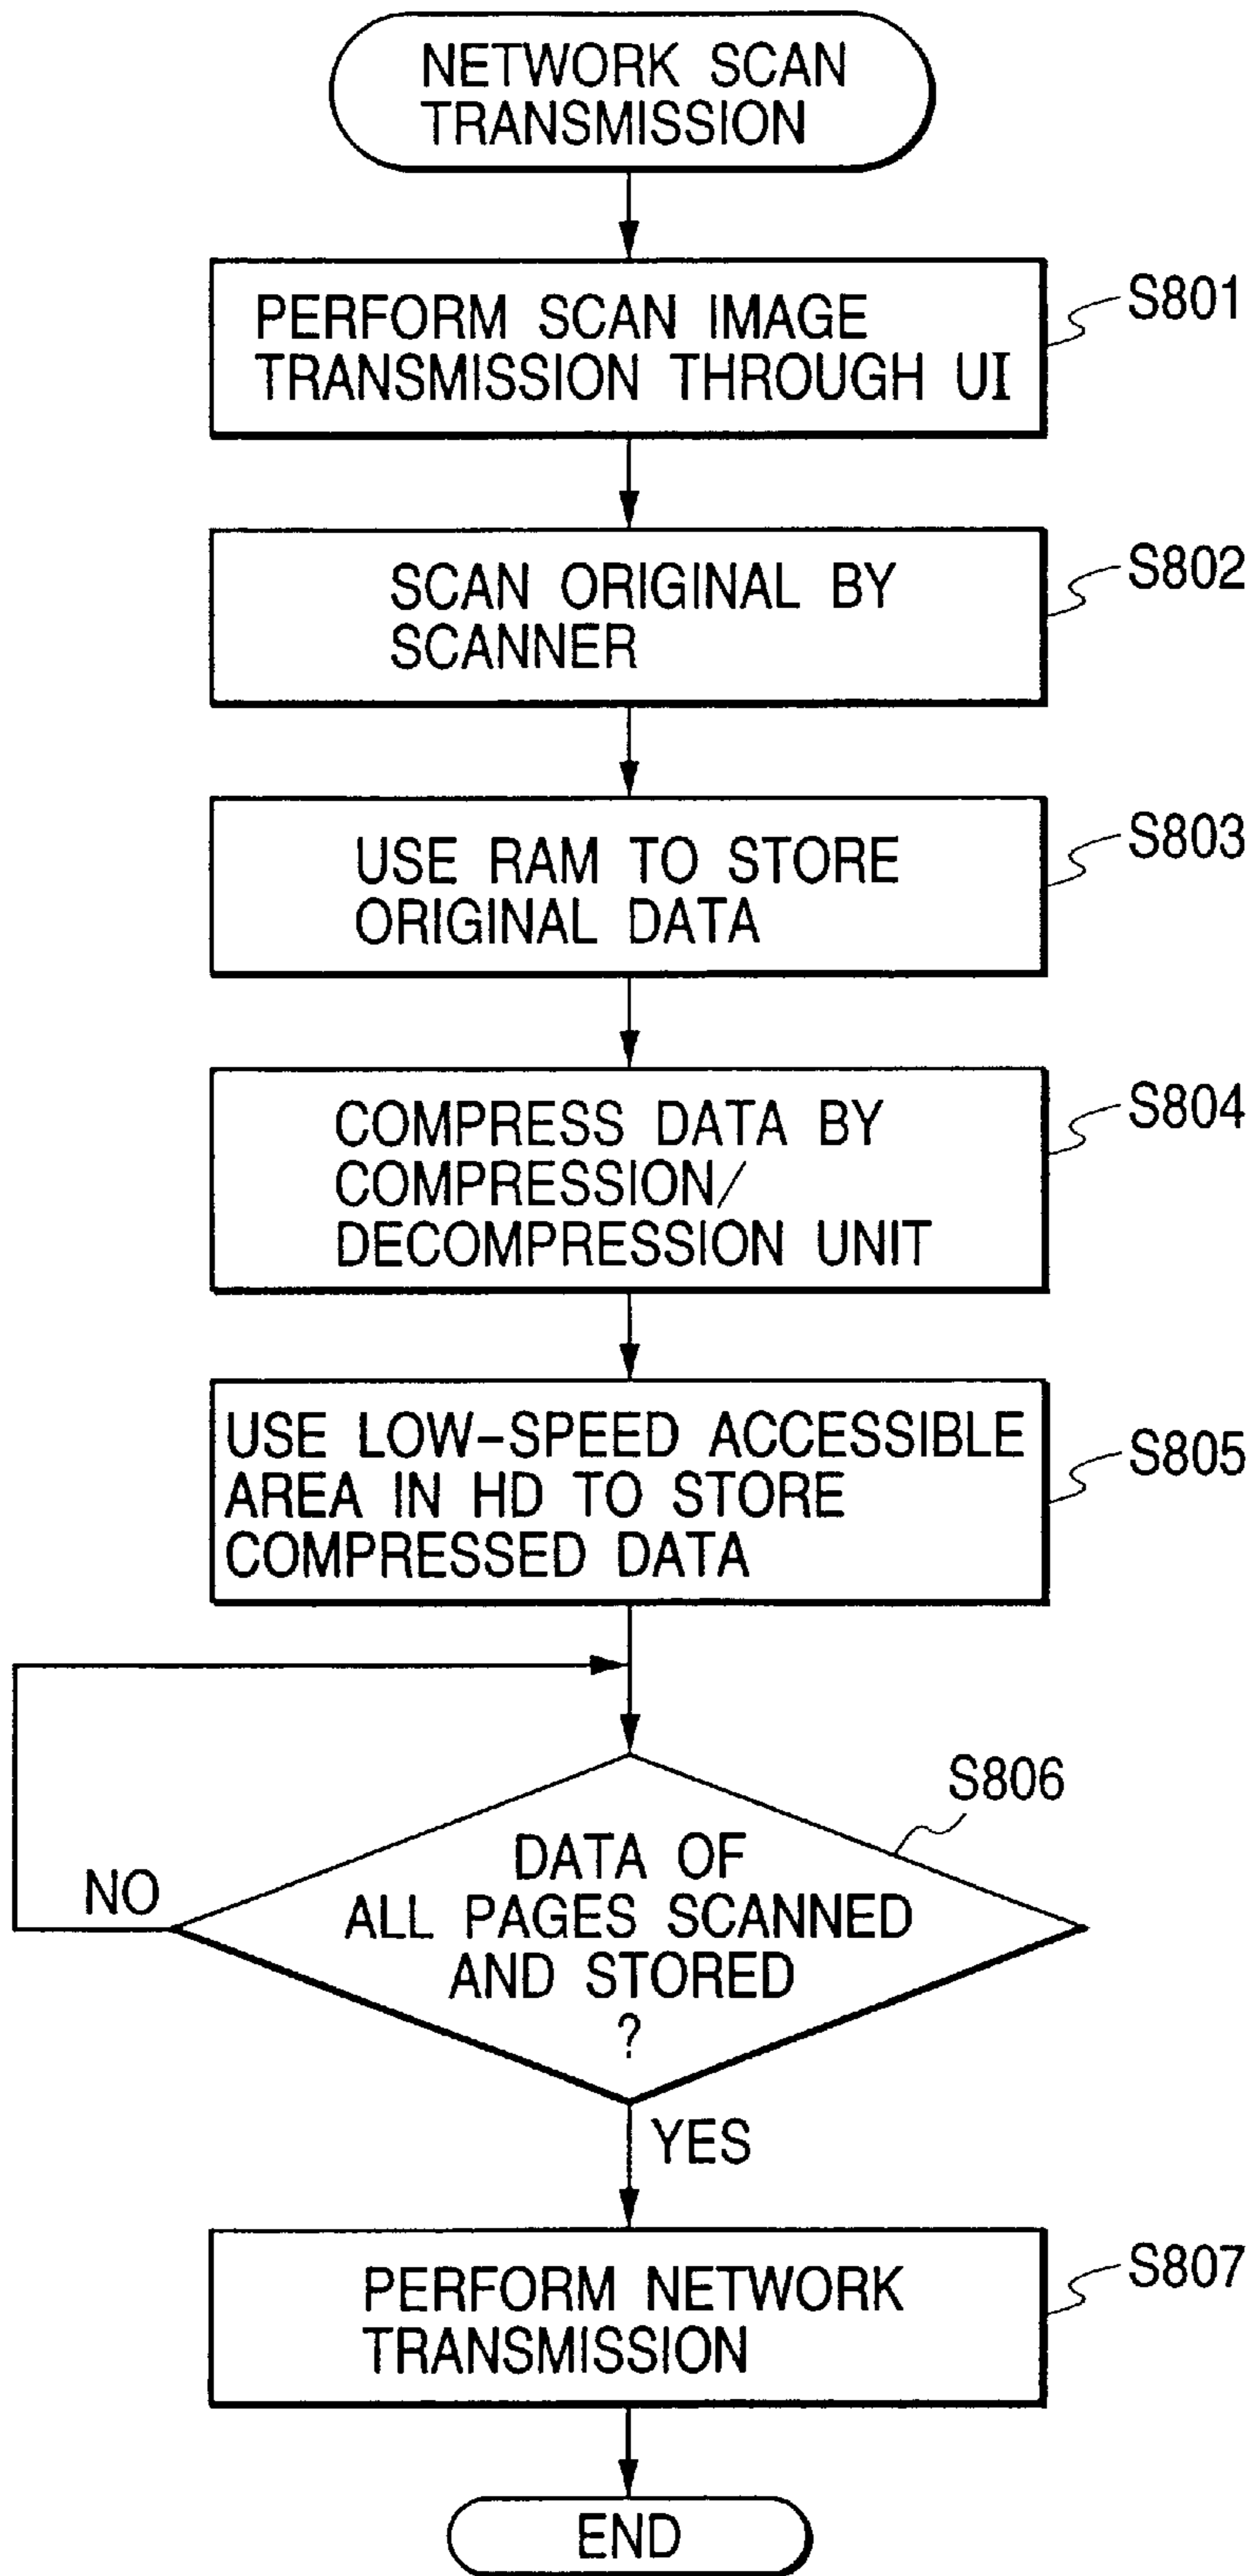 NETWORK SCAN
TRANSMISSION
PERFORM SCAN IMAGE
TRANSMISSION THROUGH UI
S801
SCAN ORIGINAL BY
SCANNER
S802
USE RAM TO STORE
ORIGINAL DATA
S803
COMPRESS DATA BY
COMPRESSION/
DECOMPRESSION UNIT
S804
USE LOW-SPEED ACCESSIBLE
AREA IN HD TO STORE
COMPRESSED DATA
S805
S806
DATA OF
ALL PAGES SCANNED
AND STORED
?
NO
YES
PERFORM NETWORK
TRANSMISSION
S807
END